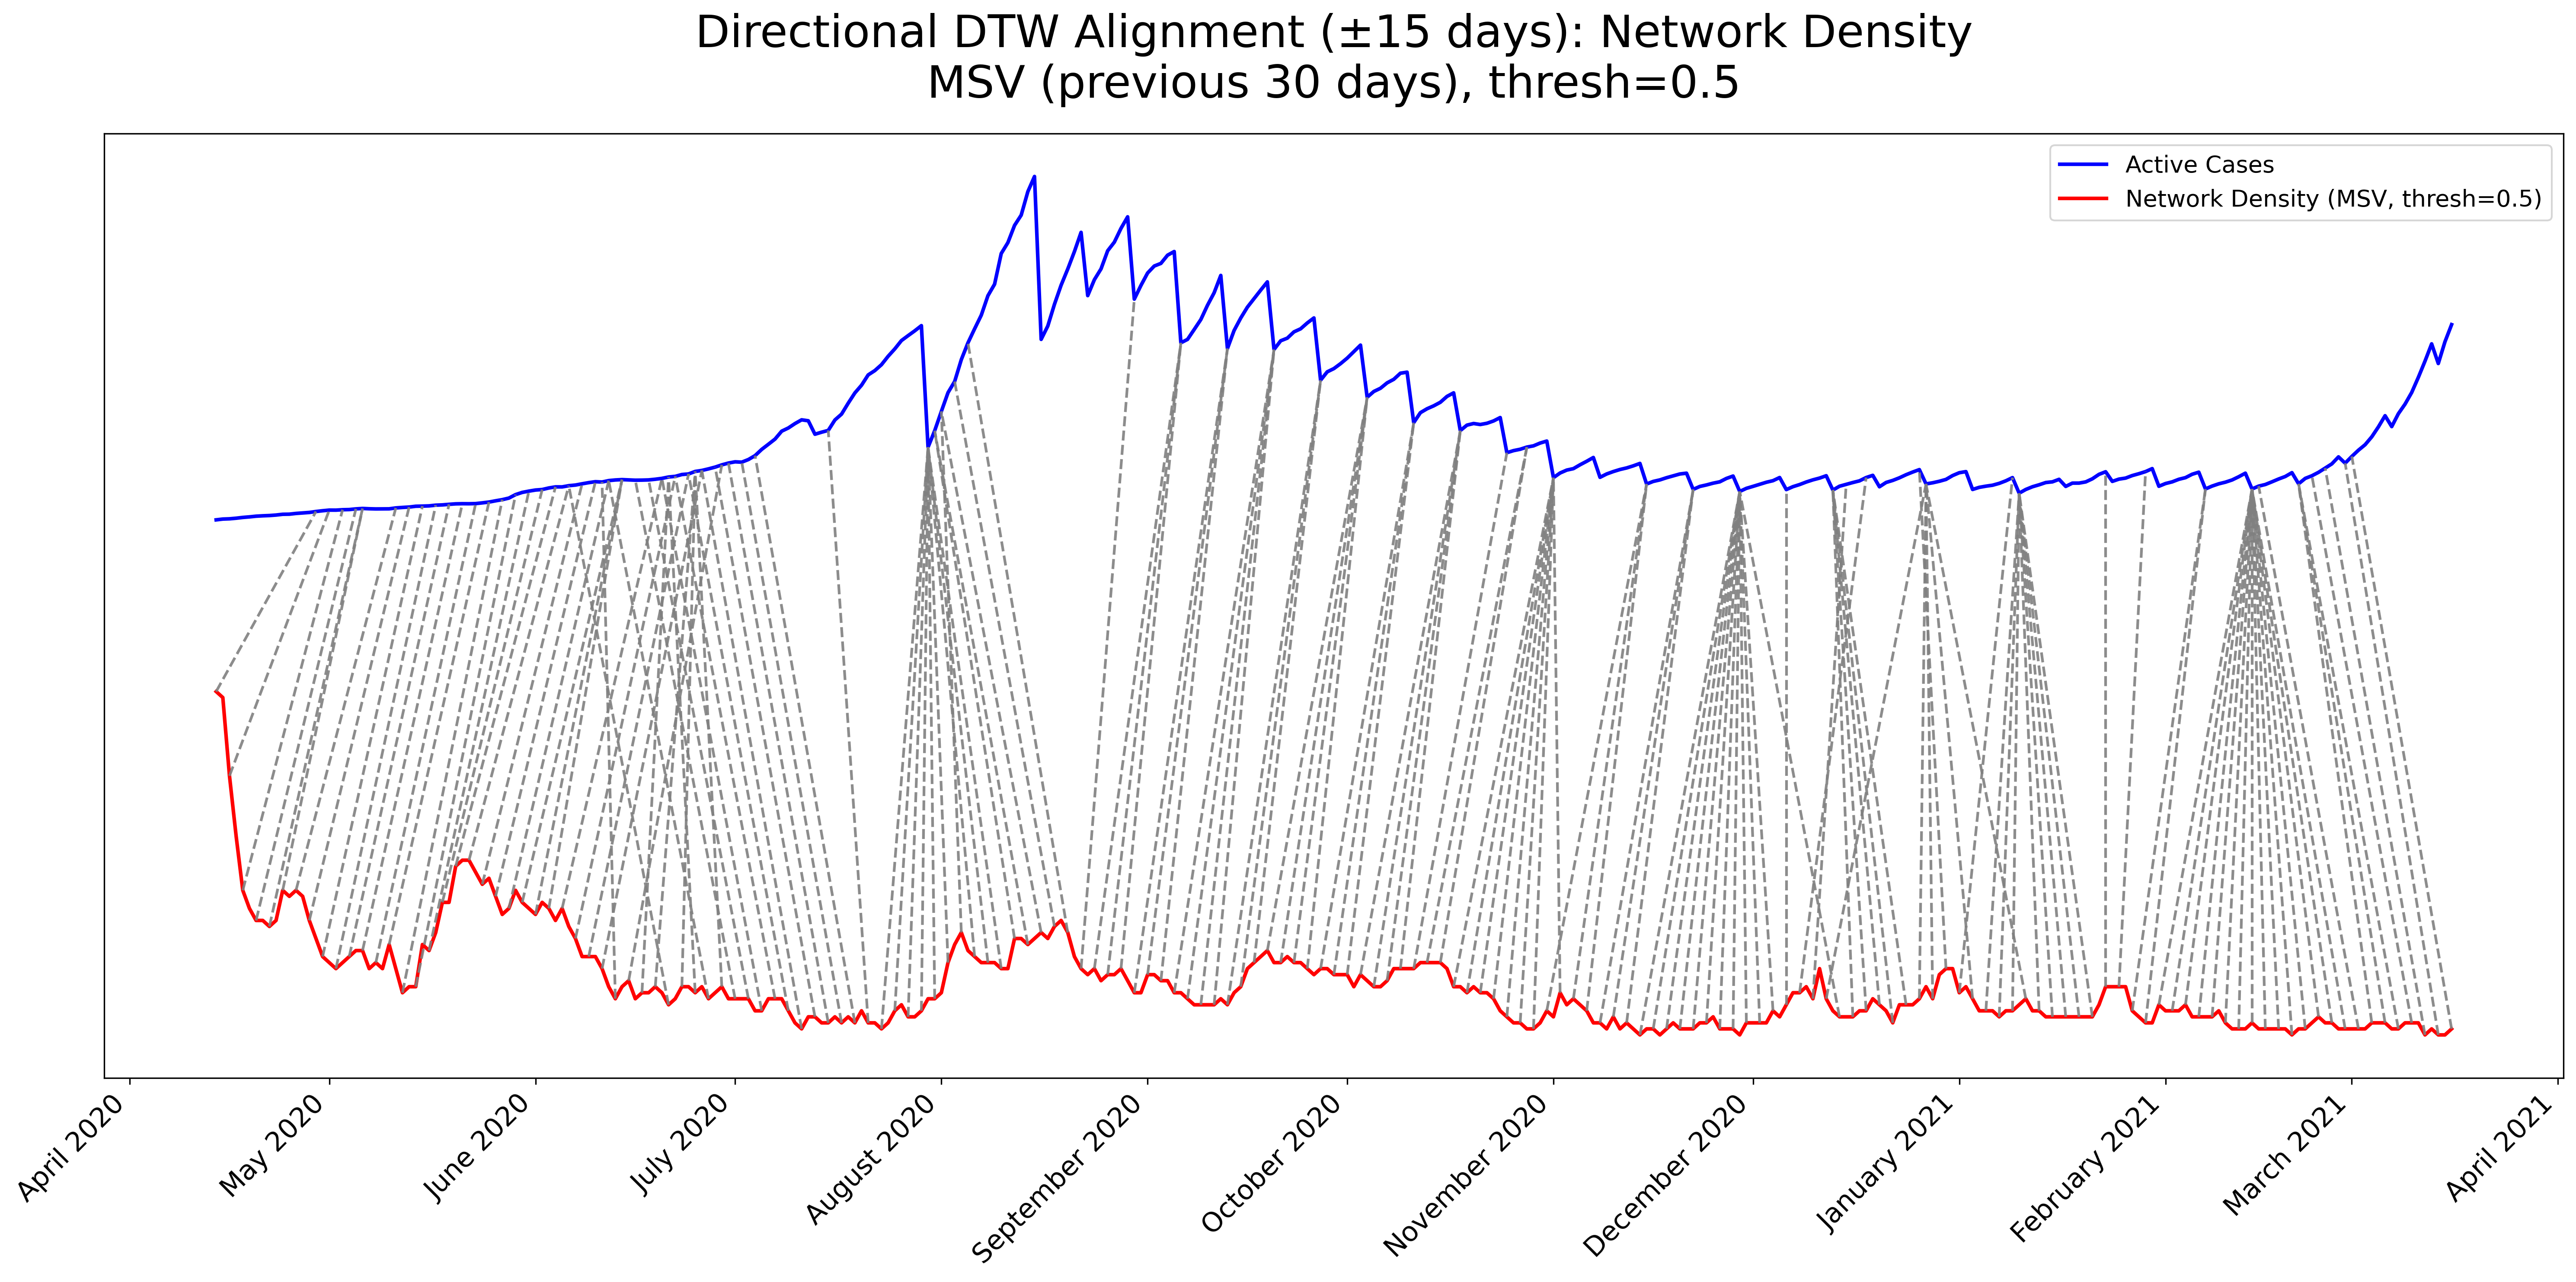 Directional DTW Alignment (±15 days): Network Density
MSV (previous 30 days), thresh=0.5
Active Cases
Network Density (MSV, thresh=0.5)
April 2020
May 2020
June 2020
July 2020
August 2020
September 2020
October 2020
November 2020
December 2020
January 2021
February 2021
March 2021
April 2021